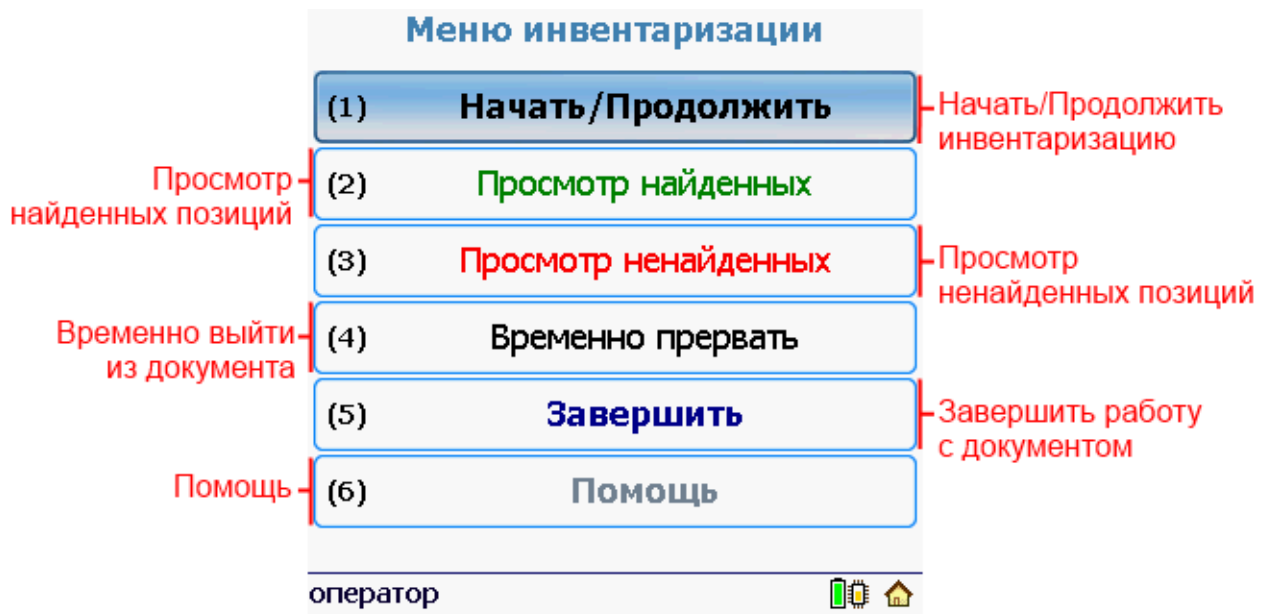 Меню инвентаризации
(1) Начать/Продолжить
Начать/Продолжить
инвентаризацию
Просмотр
найденных позиций
(2) Просмотр найденных
(3) Просмотр ненайденных
Просмотр
ненайденных позиций
Временно выйти
из документа
(4) Временно прервать
(5) Завершить
Завершить работу
с документом
Помощь
(6) Помощь
оператор